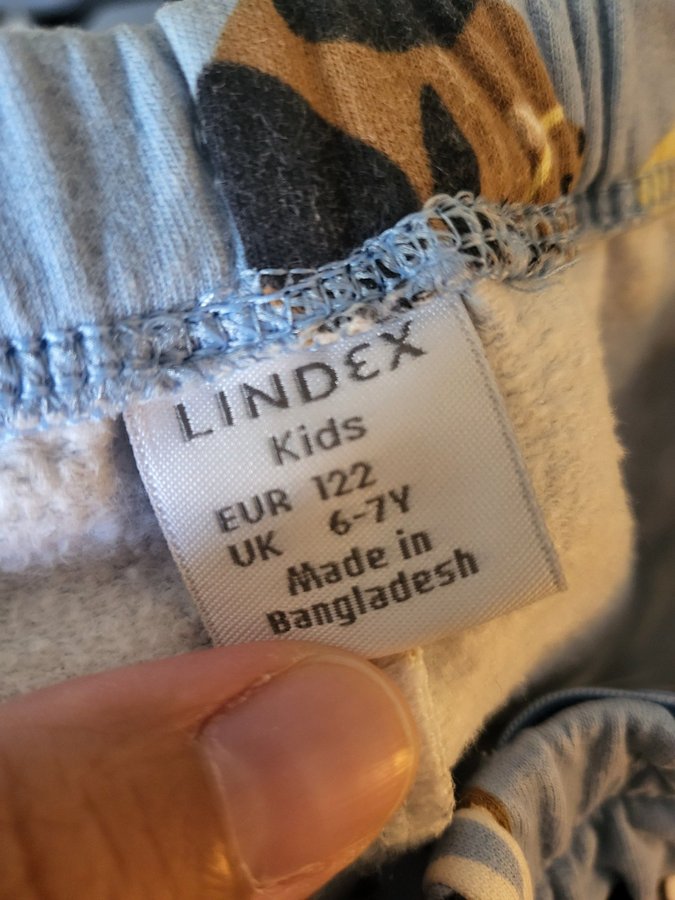 LINDEX
Kids
EUR 122
UK 6-7Y
Made in
Bangladesh